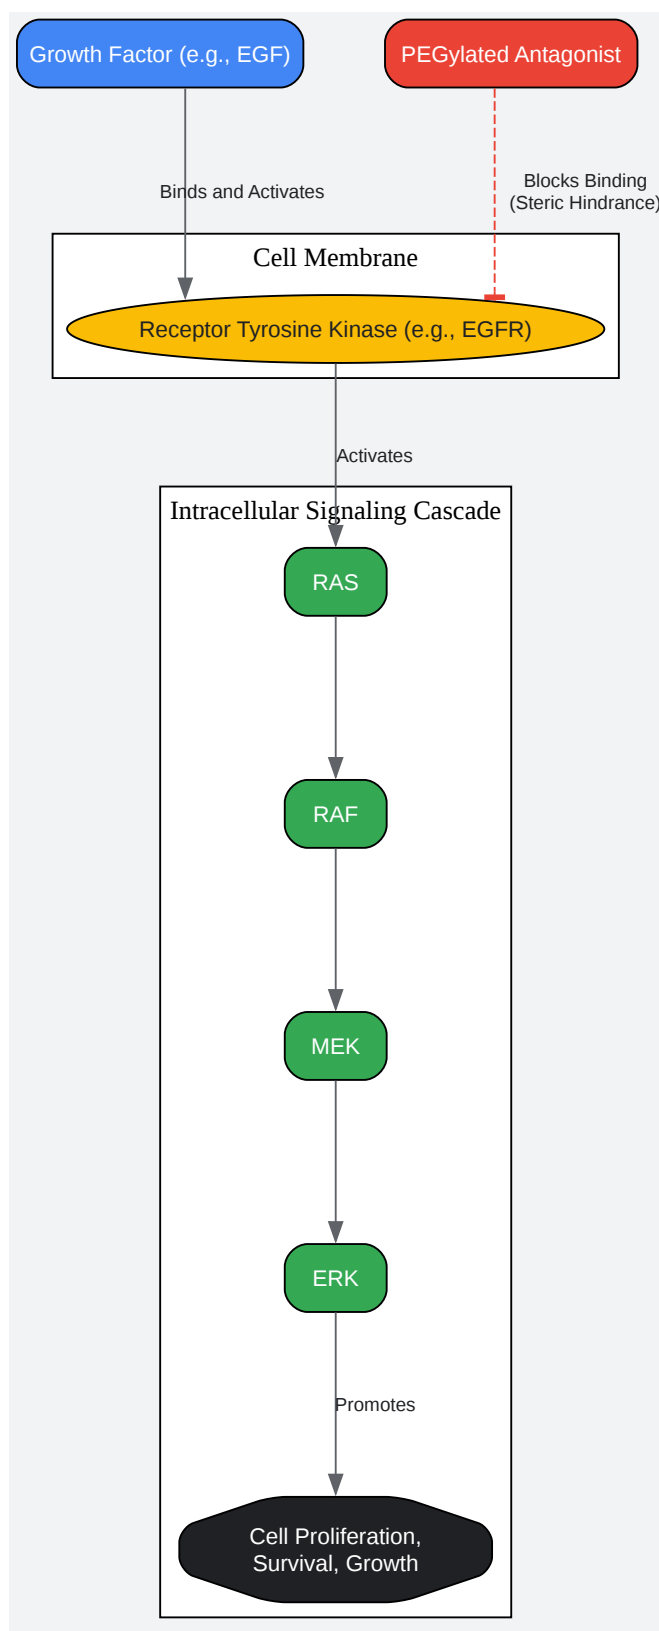 Growth Factor (e.g., EGF)
PEGylated Antagonist
Binds and Activates
Blocks Binding
(Steric Hindrance)
Cell Membrane
Receptor Tyrosine Kinase (e.g., EGFR)
Activates
Intracellular Signaling Cascade
RAS
RAF
MEK
ERK
Promotes
Cell Proliferation,
Survival, Growth